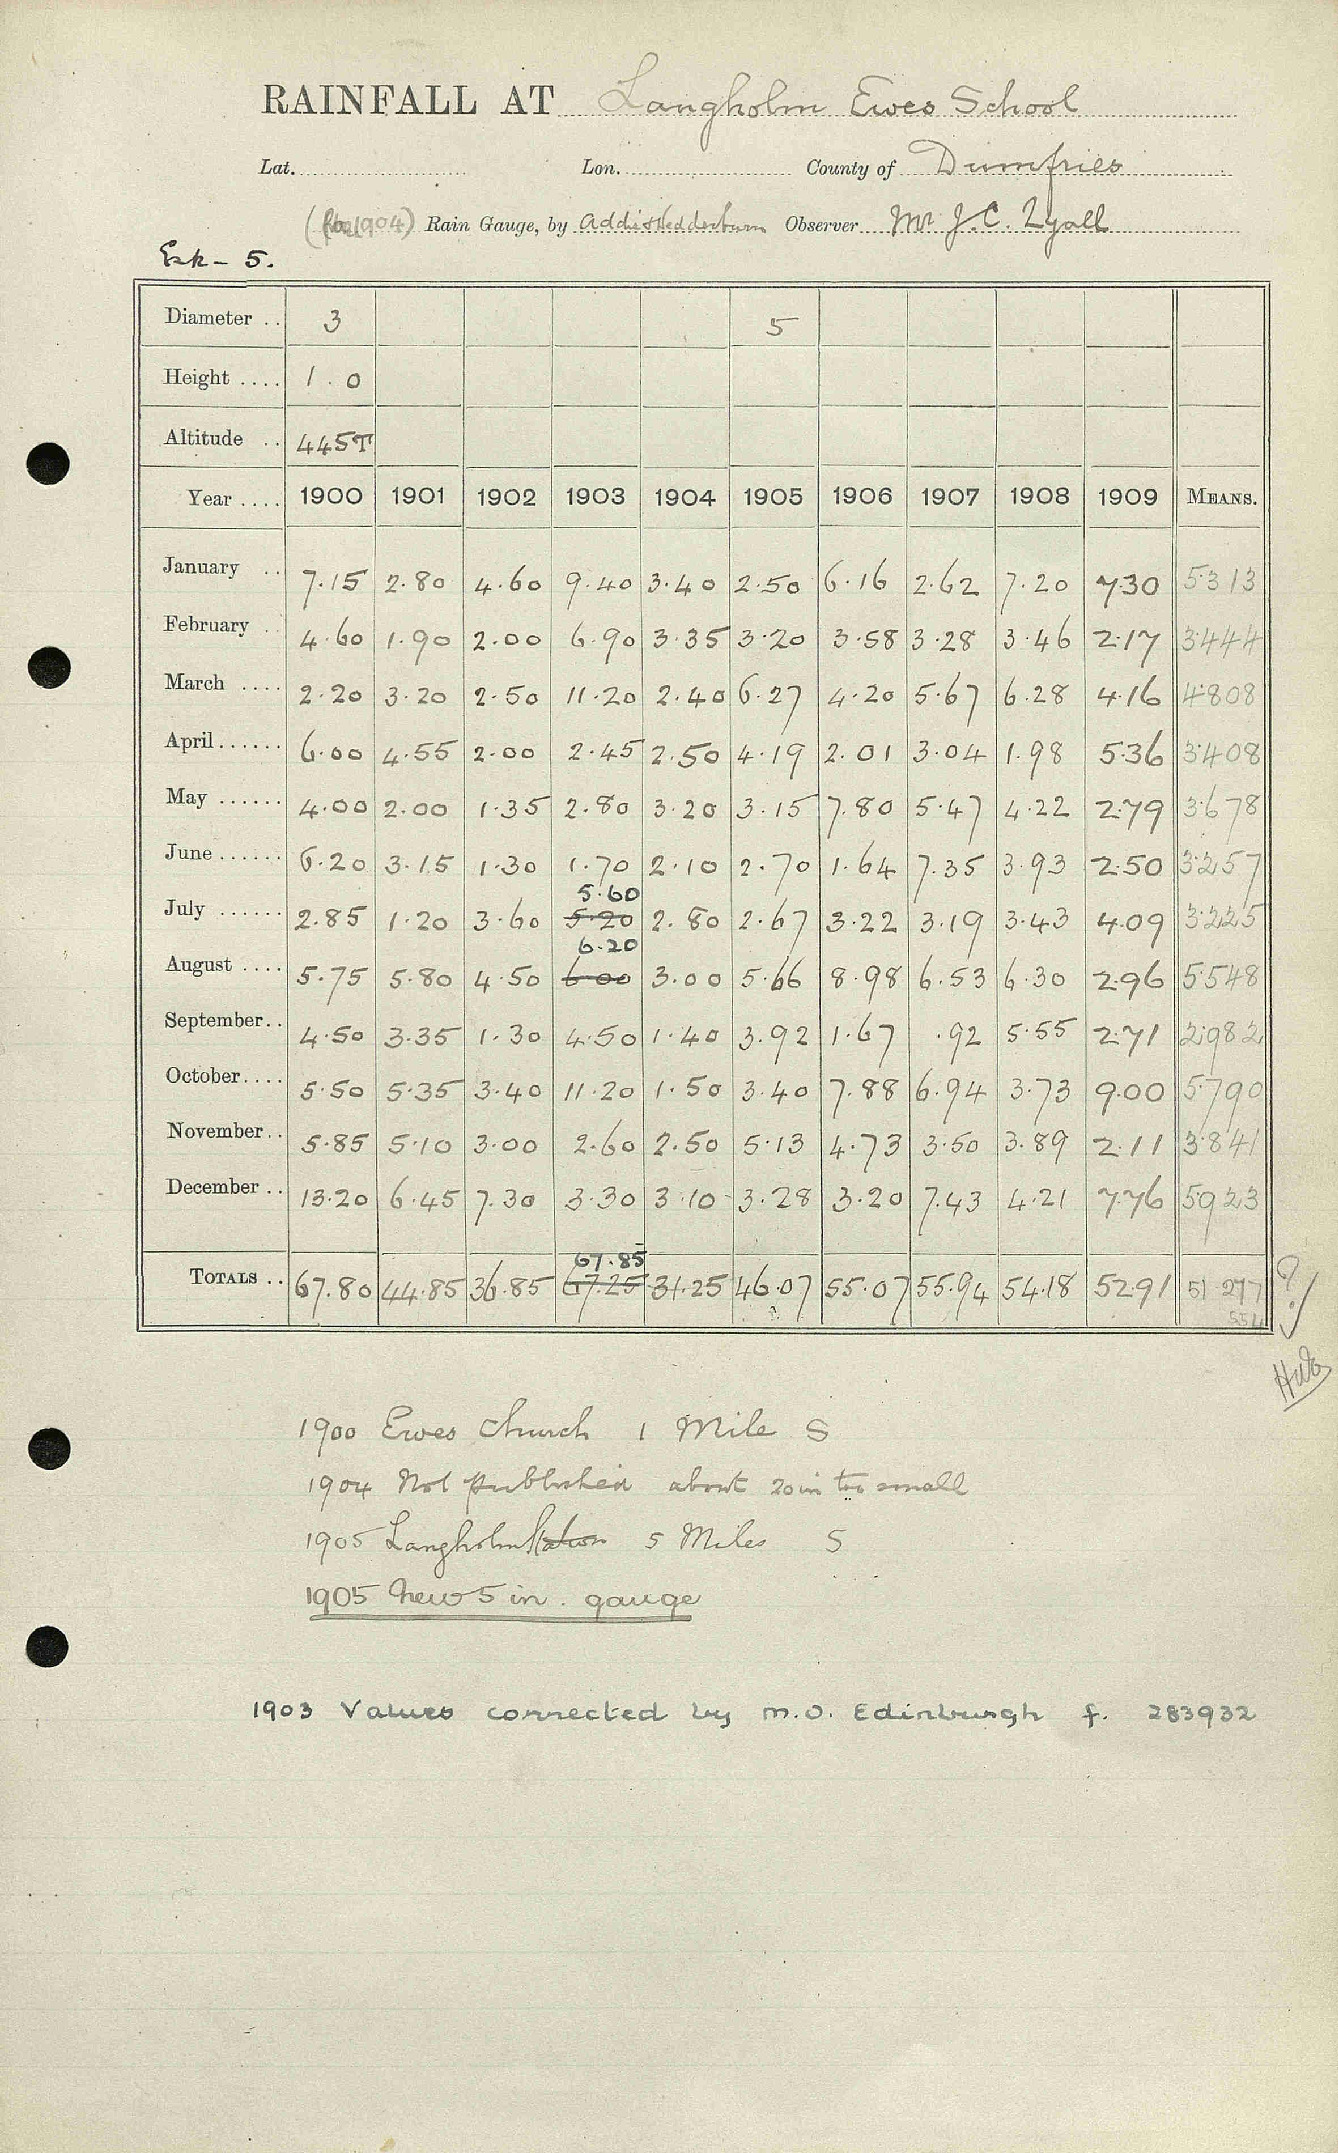 RAINFALL AT Langholm Ewes School
Lat. Lon. County of Dumfries
Rain Gauge, by Observer Mr J. C. Lyall
Esk - 5.
Diameter .. 3 5
Height .... 1 . 0
Altitude .. 445T
Year .... 1900 1901 1902 1903 1904 1905 1906 1907 1908 1909 MEANS.
January .. 7.15 2.80 4.60 9.40 3.40 2.50 6.16 2.62 7.20 7.30 5.313
February .. 4.60 1.90 2.00 6.90 3.35 3.20 3.58 3.28 3.46 2.17 3.444
March .... 2.20 3.20 2.50 11.20 2.40 6.27 4.20 5.67 6.28 4.16 4.808
April ...... 6.00 4.55 2.00 2.45 2.50 4.19 2.01 3.04 1.98 5.36 3.408
May ...... 4.00 2.00 1.35 2.80 3.20 3.15 7.80 5.47 4.22 2.79 3.678
June ...... 6.20 3.15 1.30 1.70 2.10 2.70 1.64 7.35 3.93 2.50 3.257
5.60
July ...... 2.85 1.20 3.60 5.20 2.80 2.67 3.22 3.19 3.43 4.09 3.225
6.20
August .... 5.75 5.80 4.50 6.00 3.00 5.66 8.98 6.53 6.30 2.96 5.548
September.. 4.50 3.35 1.30 4.50 1.40 3.92 1.67 .92 5.55 2.71 2.982
October.... 5.50 5.35 3.40 11.20 1.50 3.40 7.88 6.94 3.73 9.00 5.790
November.. 5.85 5.10 3.00 2.60 2.50 5.13 4.73 3.50 3.89 2.11 3.841
December .. 13.20 6.45 7.30 3.30 3.10 3.28 3.20 7.43 4.21 7.76 5.923
67.85
TOTALS .. 67.80 44.85 36.85 67.25 31.25 46.07 55.07 55.94 54.18 52.91 51.277 ?
1900 Ewes Church 1 Mile S
1904 Not published about 20in too small
1905 Langholm Station 5 Miles S
1905 New 5 in. gauge
1903 Values corrected by M.O. Edinburgh f. 283932